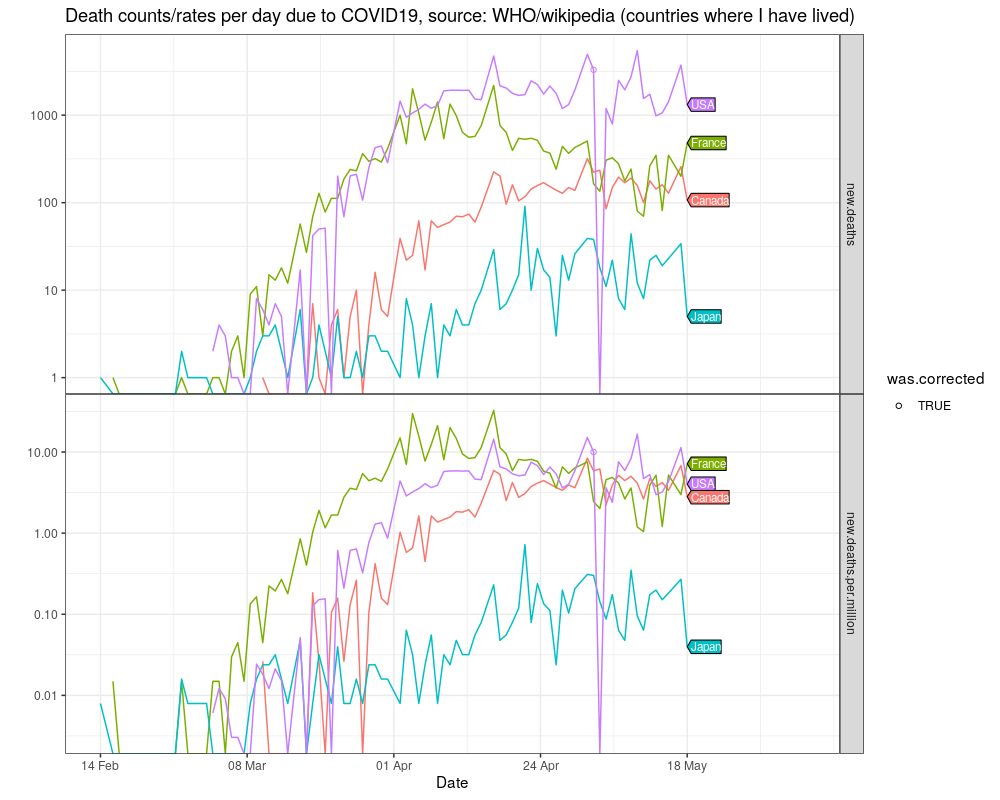 Death counts/rates per day due to COVID19, source: WHO/wikipedia (countries where I have lived)
1000
100
10
1
USA
France
Canada
Japan
new.deaths
10.00
1.00
0.10
0.01
France
USA
Canada
Japan
new.deaths.per.million
was.corrected
TRUE
14 Feb
08 Mar
01 Apr
24 Apr
18 May
Date